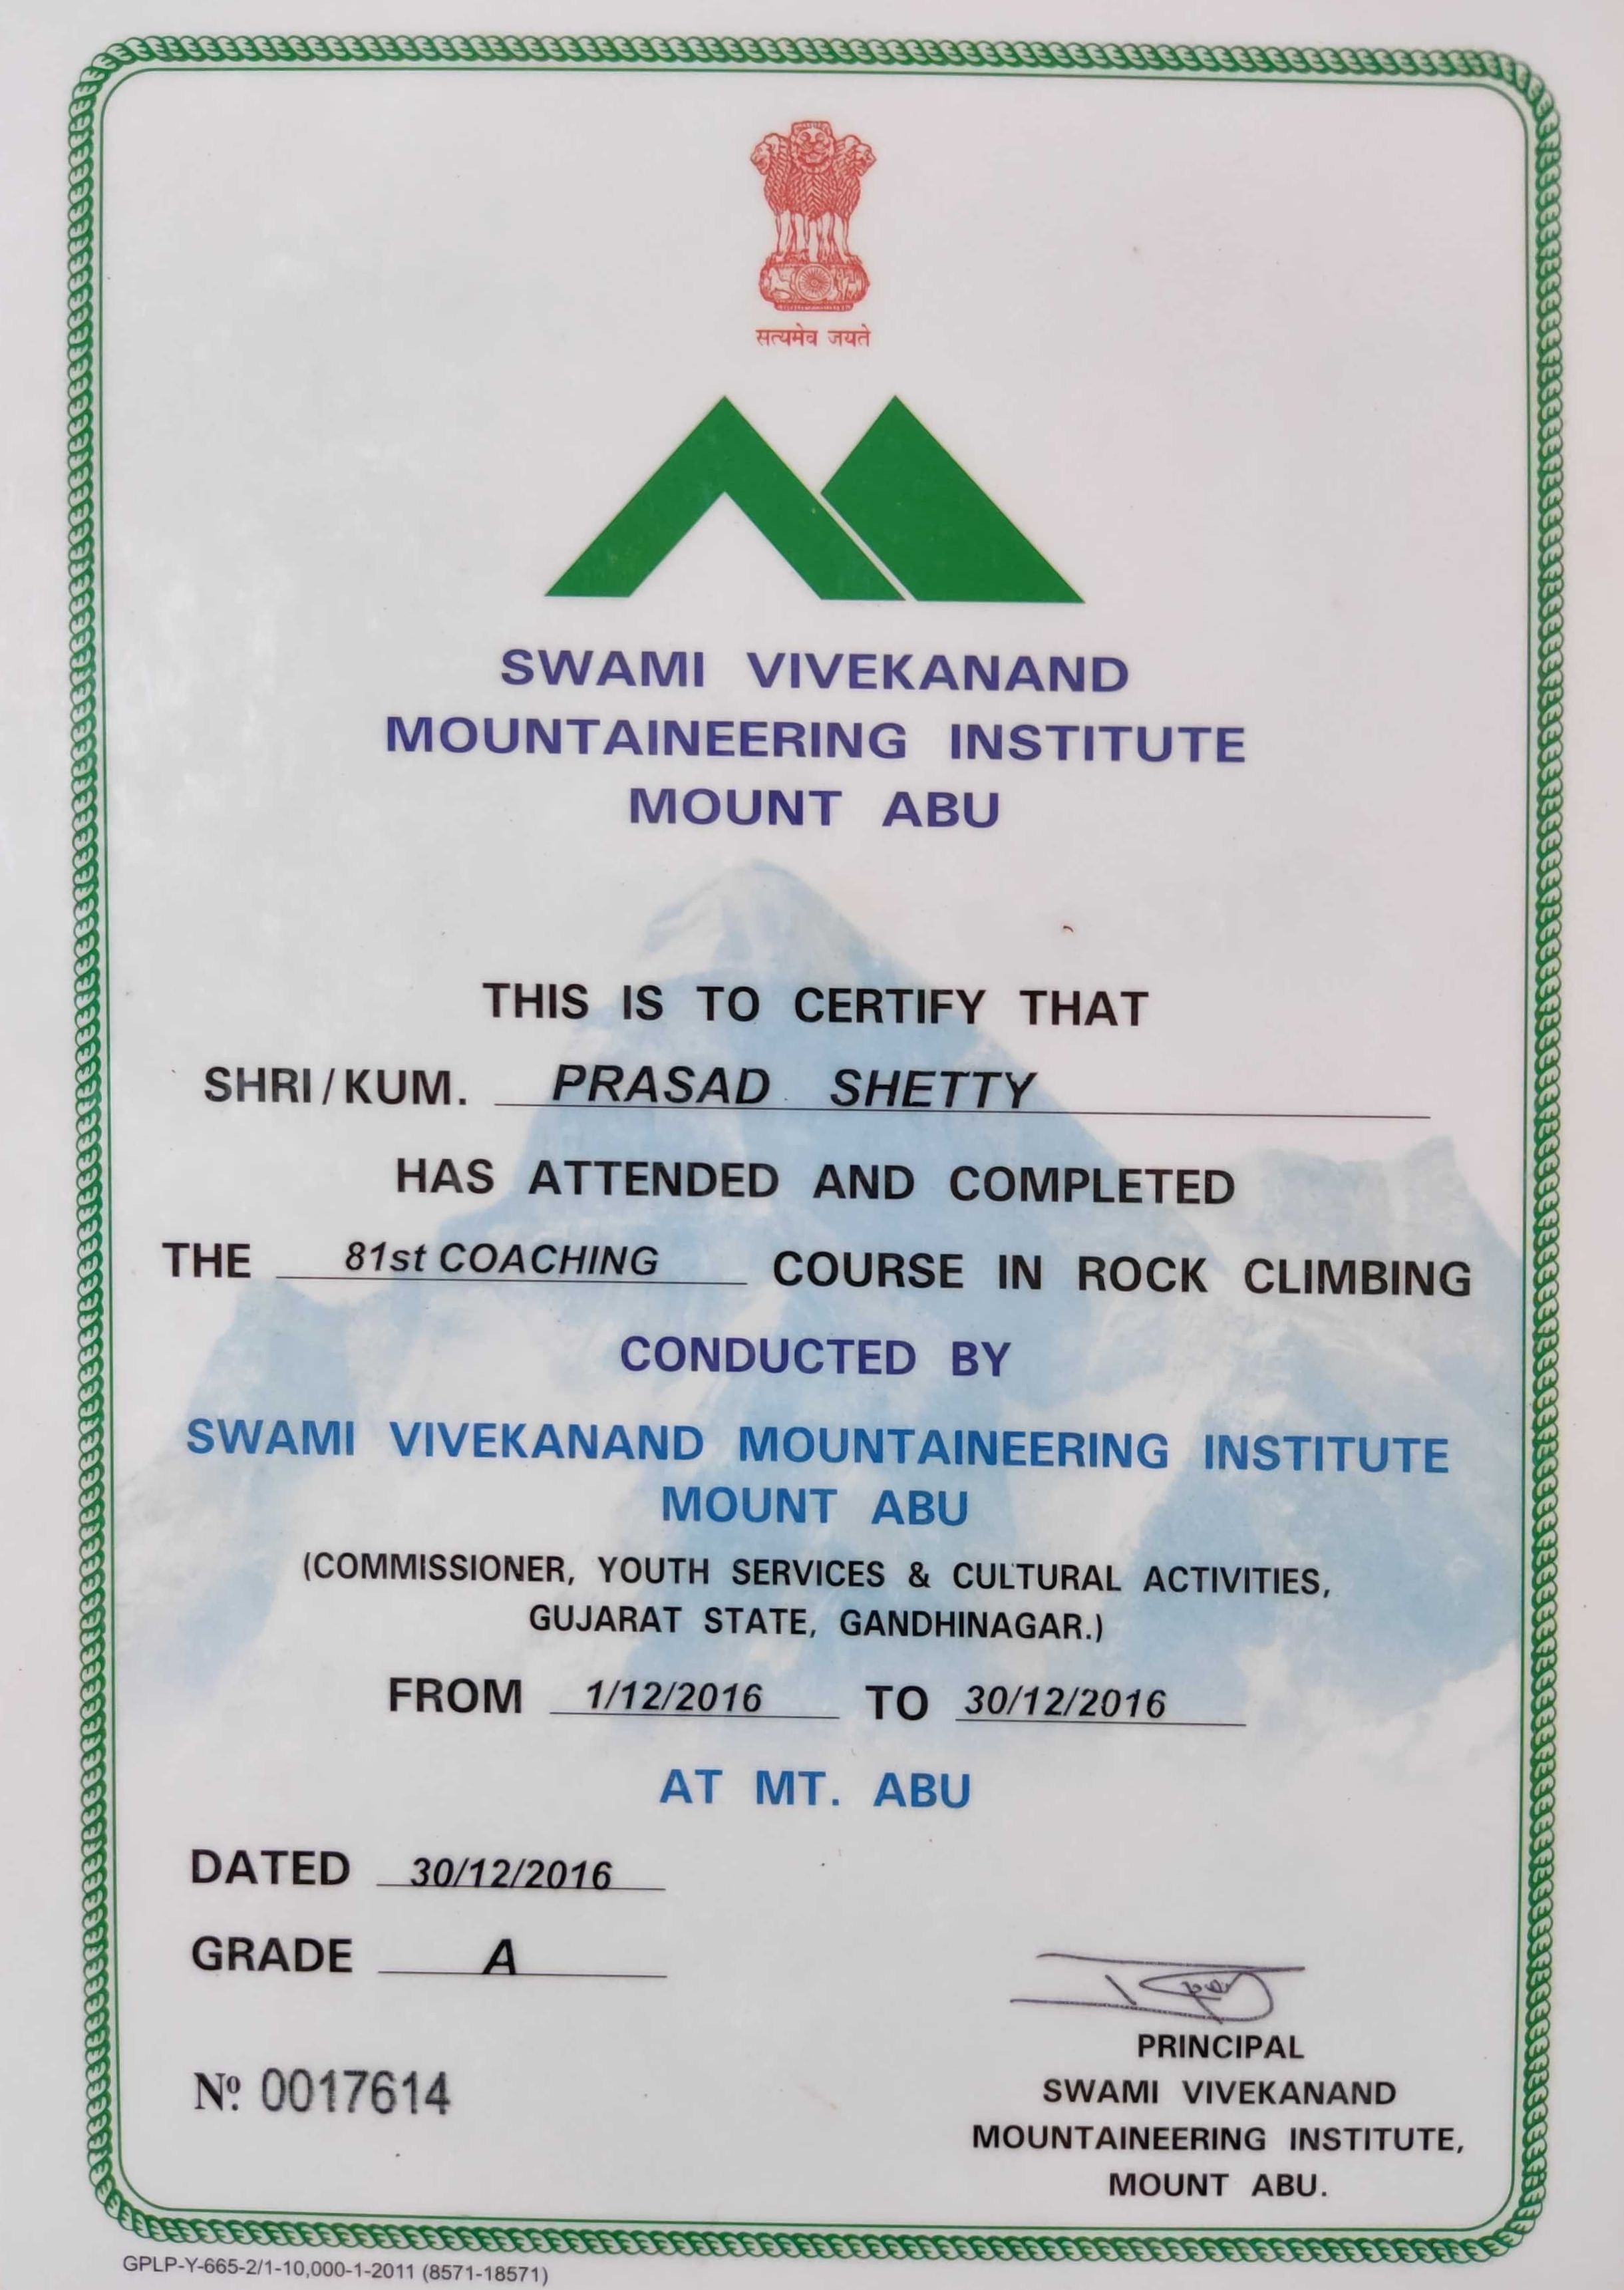 सत्यमेव जयते
SWAMI VIVEKANAND
MOUNTAINEERING INSTITUTE
MOUNT ABU
THIS IS TO CERTIFY THAT
SHRI/KUM. PRASAD SHETTY
HAS ATTENDED AND COMPLETED
THE 81st COACHING COURSE IN ROCK CLIMBING
CONDUCTED BY
SWAMI VIVEKANAND MOUNTAINEERING INSTITUTE
MOUNT ABU
(COMMISSIONER, YOUTH SERVICES & CULTURAL ACTIVITIES,
GUJARAT STATE, GANDHINAGAR.)
FROM 1/12/2016 TO 30/12/2016
AT MT. ABU
DATED 30/12/2016
GRADE A
Nº 0017614
PRINCIPAL
SWAMI VIVEKANAND
MOUNTAINEERING INSTITUTE,
MOUNT ABU.
GPLP-Y-665-2/1-10,000-1-2011 (8571-18571)